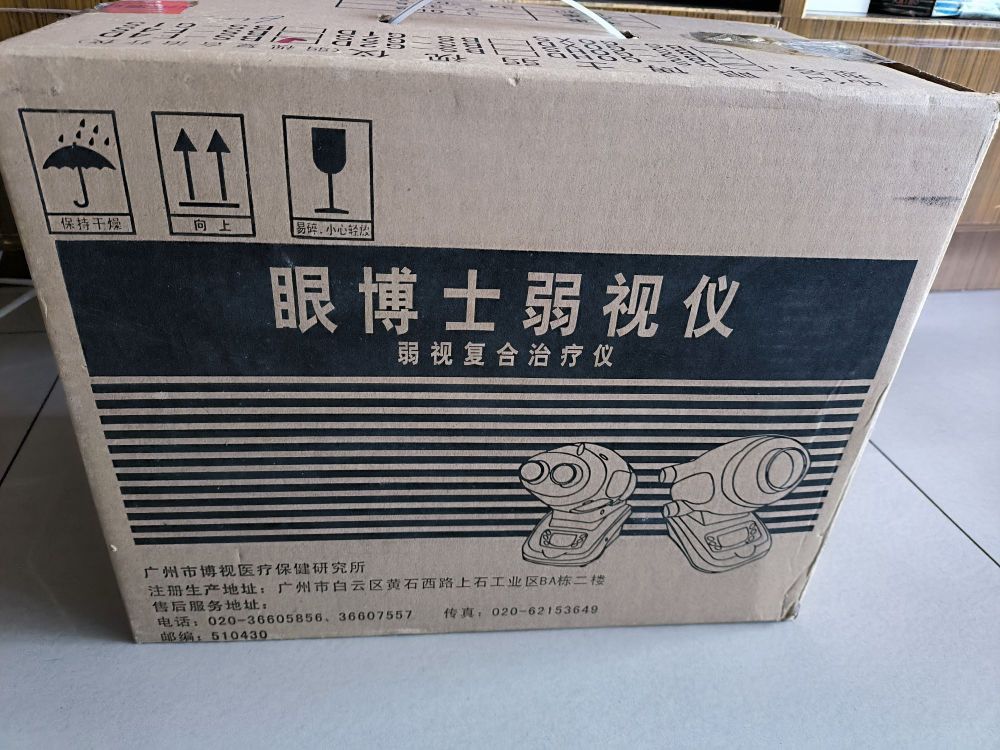 保持干燥
向上
易碎，小心轻放
眼博士弱视仪
弱视复合治疗仪
广州市博视医疗保健研究所
注册生产地址：广州市白云区黄石西路上石工业区BA栋二楼
售后服务地址：
电话：020-36605856、36607557 传真：020-62153649
邮编：510430